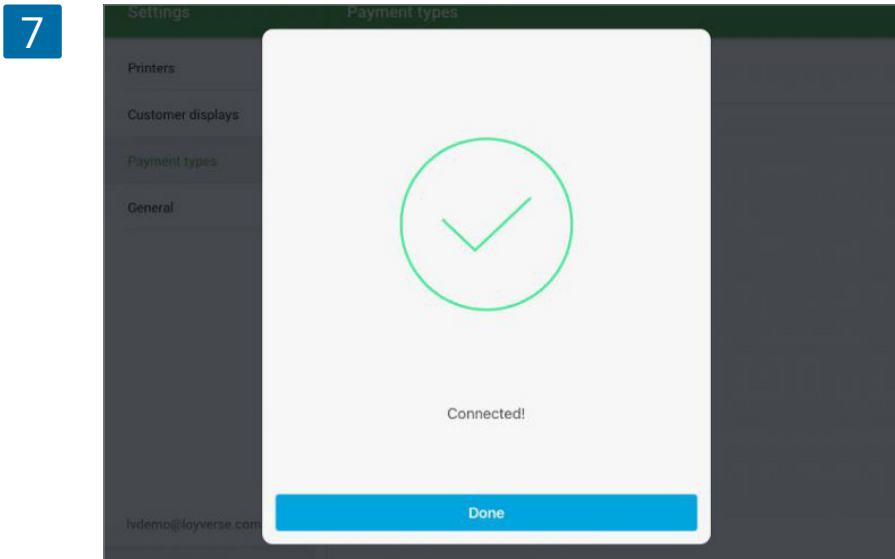 7
Settings
Payment types
Printers
Customer displays
Payment types
General
Connected!
Done
lvdemo@loyverse.com